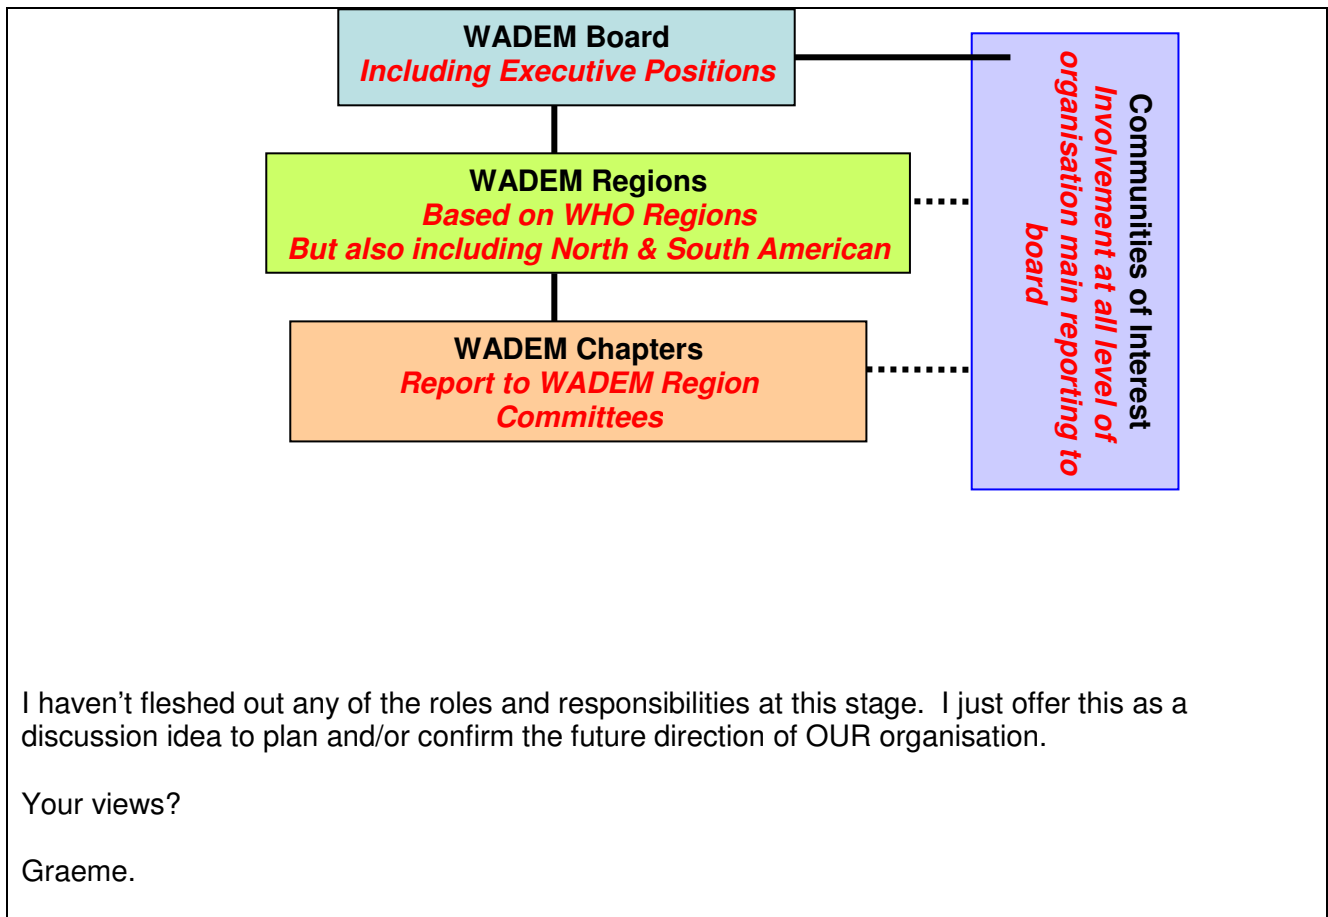 WADEM Board
Including Executive Positions
WADEM Regions
Based on WHO Regions
But also including North & South American
WADEM Chapters
Report to WADEM Region
Committees
Communities of Interest
Involvement at all level of
organisation main reporting to
board
I haven't fleshed out any of the roles and responsibilities at this stage.  I just offer this as a
discussion idea to plan and/or confirm the future direction of OUR organisation.
Your views?
Graeme.